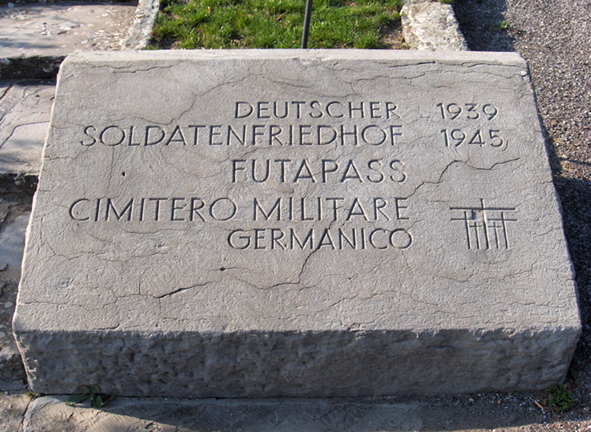 DEUTSCHER 1939
SOLDATENFRIEDHOF 1945
FUTAPASS
CIMITERO MILITARE
GERMANICO